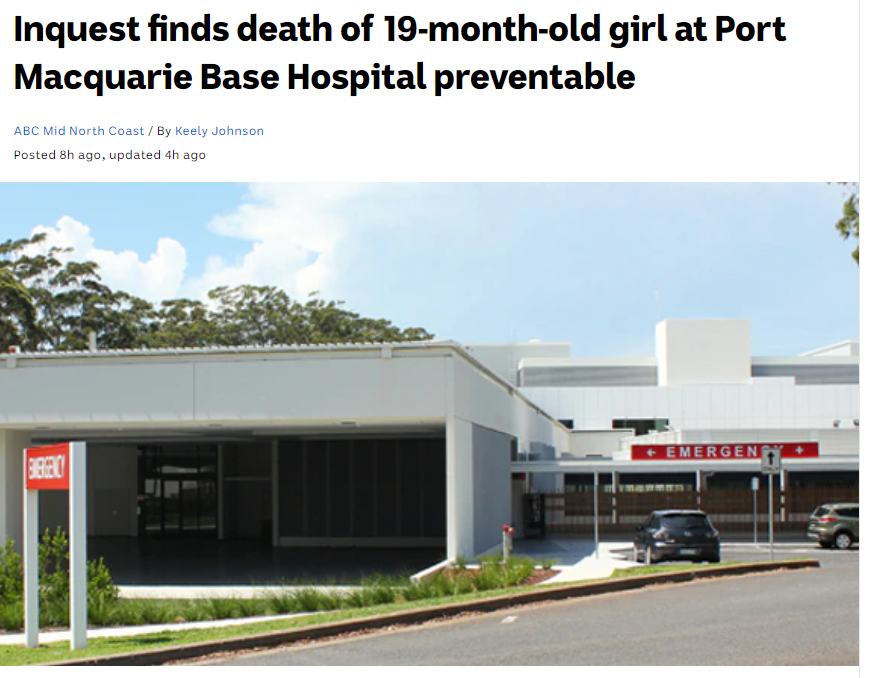 Inquest finds death of 19-month-old girl at Port
Macquarie Base Hospital preventable
ABC Mid North Coast / By Keely Johnson
Posted 8h ago, updated 4h ago
EMERGENCY
← EMERGENCY +